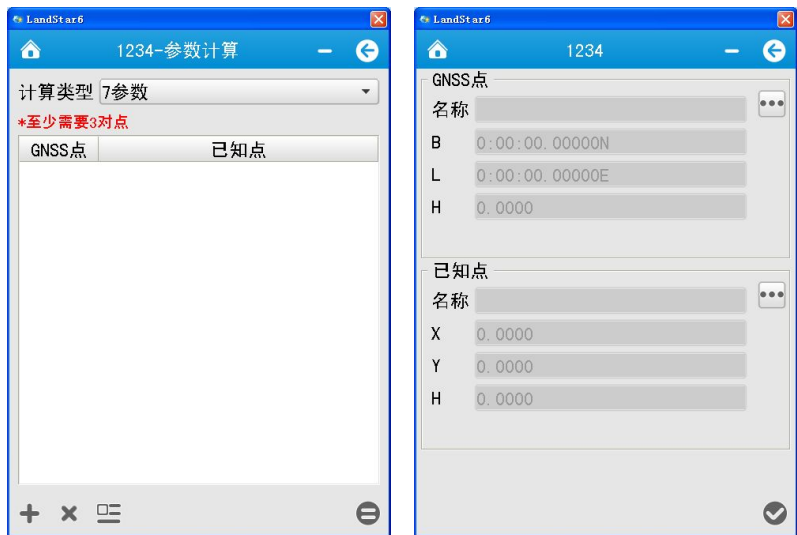 LandStar6
1234-参数计算
计算类型 7参数
*至少需要3对点
GNSS点 已知点
LandStar6
1234
GNSS点
名称
B 0:00:00.00000N
L 0:00:00.00000E
H 0.0000
已知点
名称
X 0.0000
Y 0.0000
H 0.0000